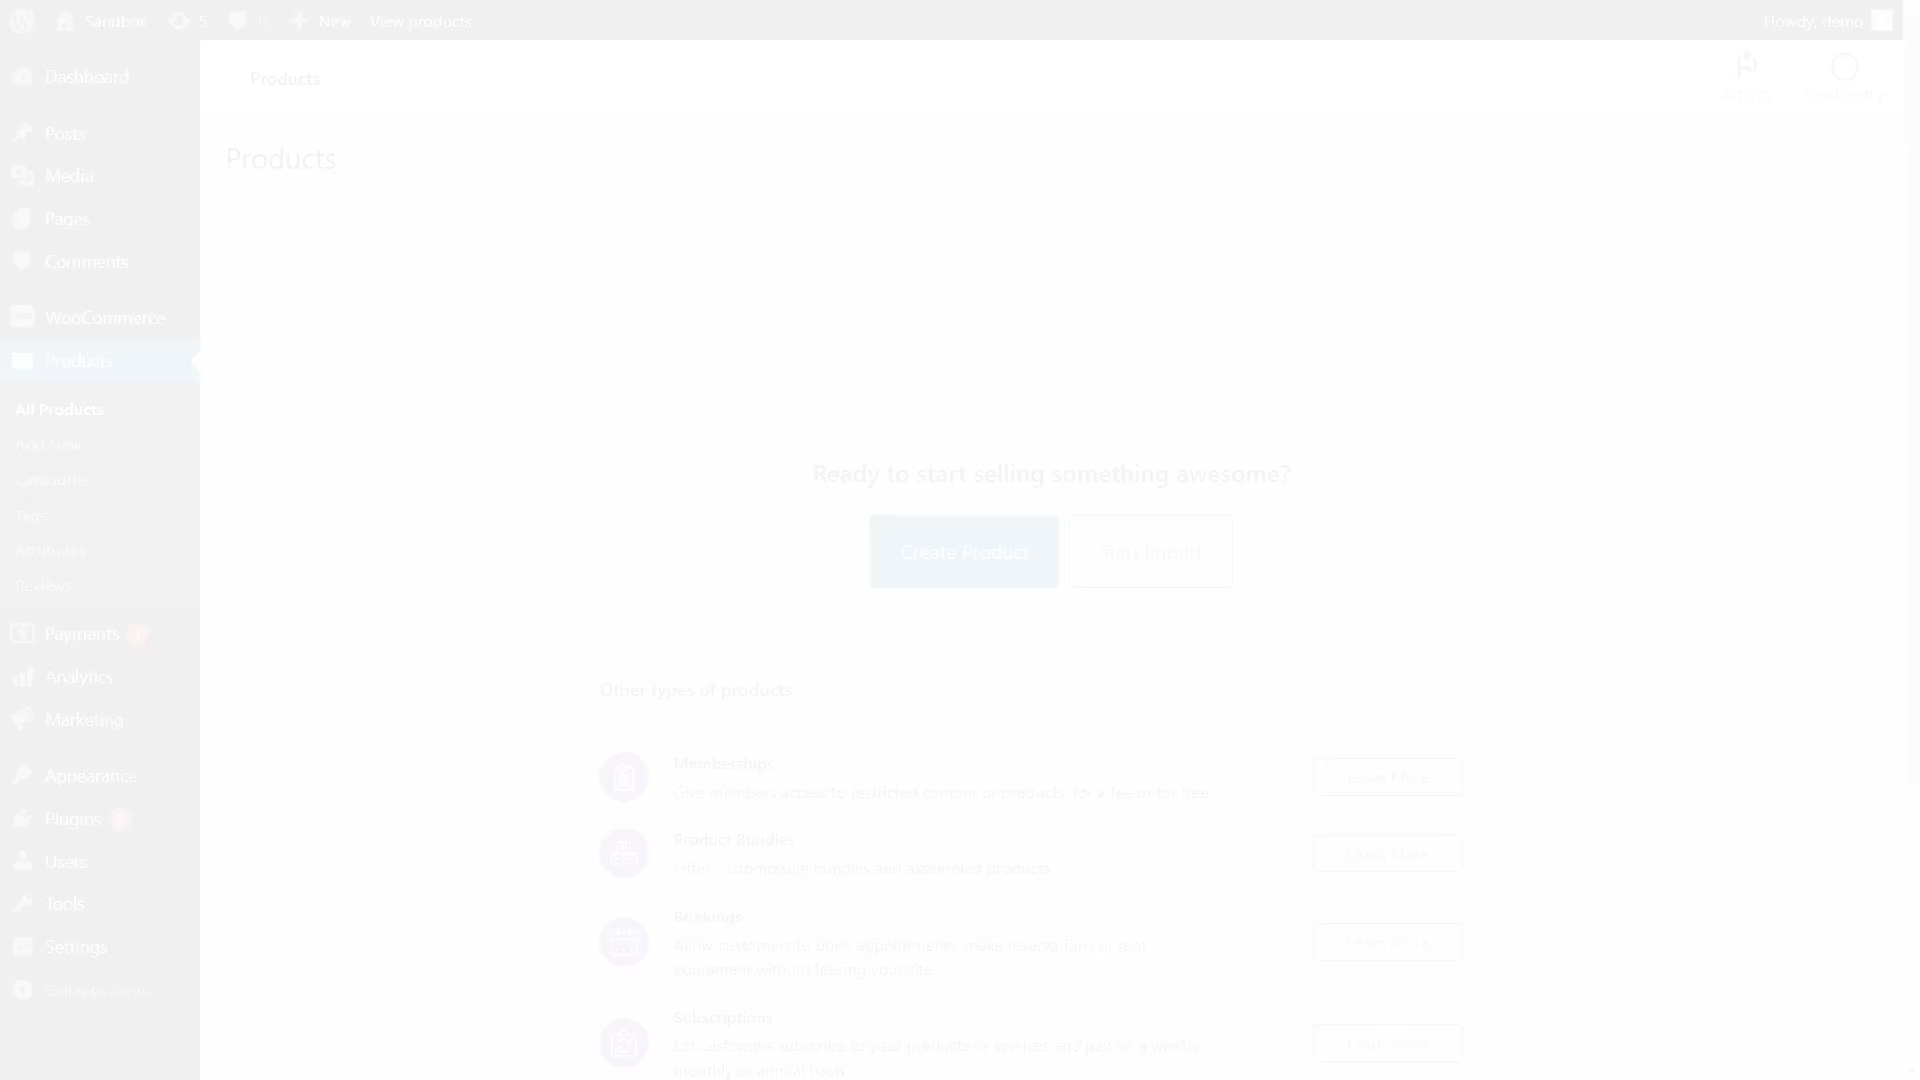 Sandbox 5 0 New View products Howdy, demo
Dashboard
Products
Posts
Products
Media
Pages
Comments
WooCommerce
Products
All Products
Add New
Ready to start selling something awesome?
Categories
Tags
Create Product Start Import
Attributes
Reviews
Payments 1
Analytics
Other types of products
Marketing
Memberships
Appearance
Learn More
Give members access to restricted content or products, for a fee or for free.
Plugins
Product Bundles
Learn More
Offer customizable bundles and assembled products
Users
Tools
Bookings
Allow customers to book appointments, make reservations or rent
Learn More
equipment without leaving your site
Settings
Collapse menu
Subscriptions
Let customers subscribe to your products or services and pay on a weekly,
Learn More
monthly or annual basis